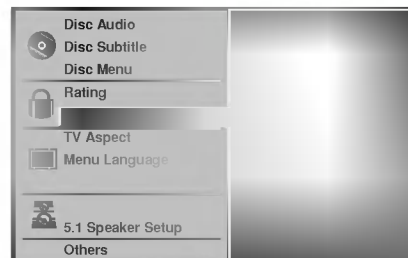 Disc Audio
Disc Subtitle
Disc Menu
Rating
TV Aspect
Menu Language
5.1 Speaker Setup
Others